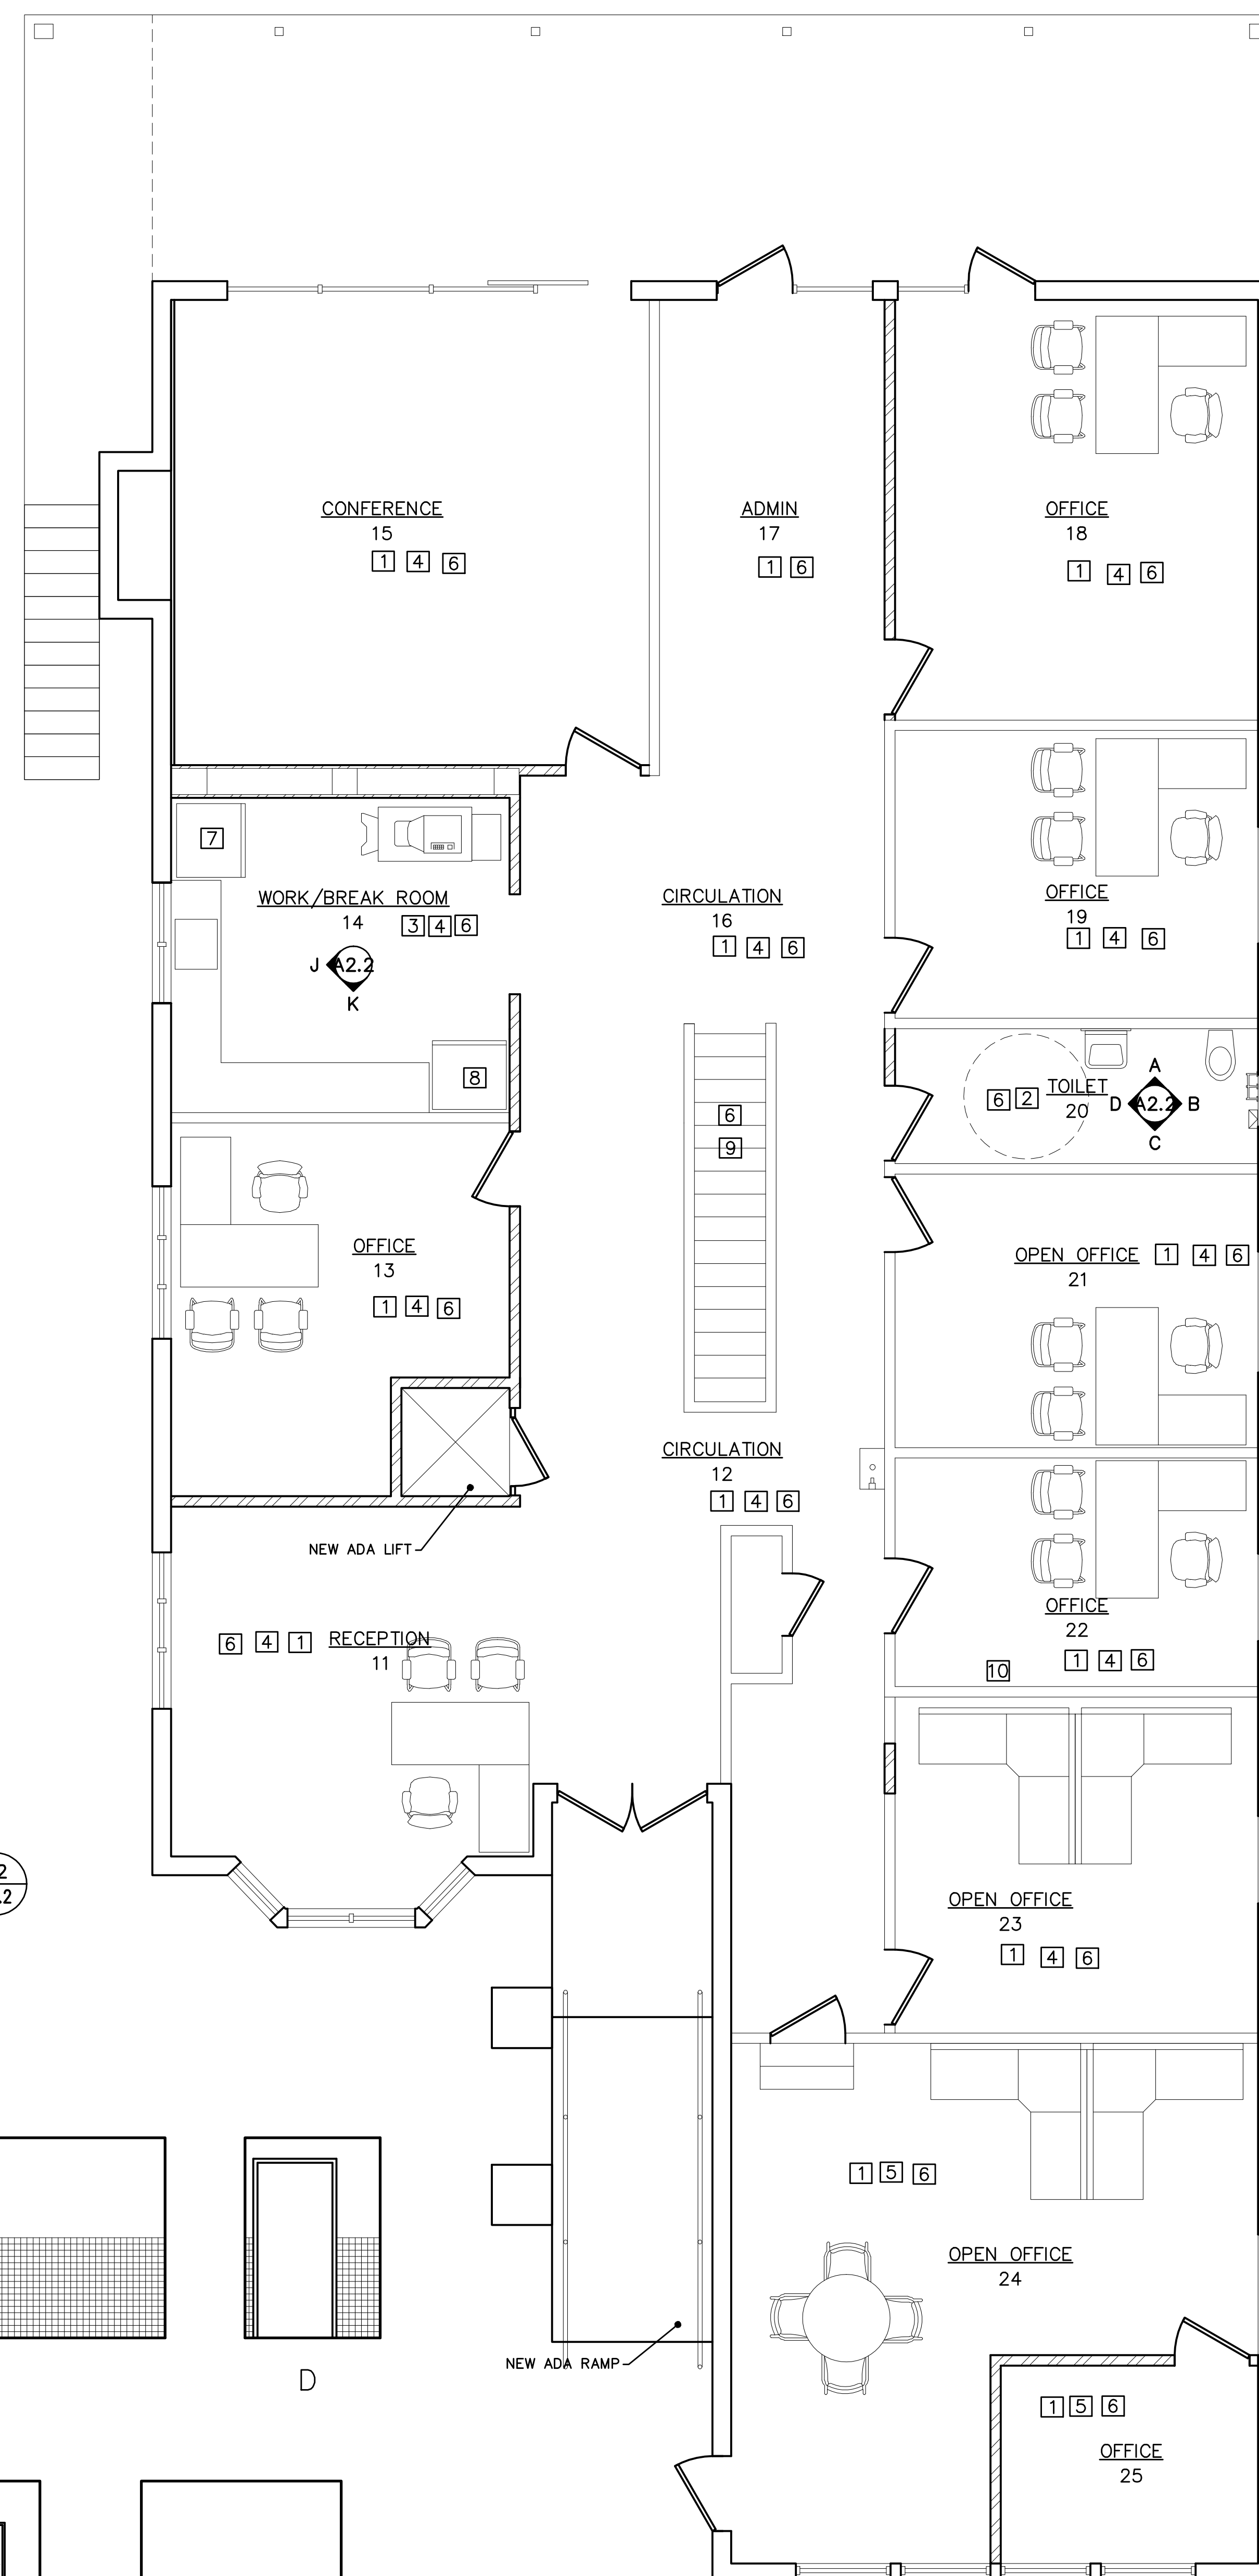 CONFERENCE
15
1 4 6
ADMIN
17
1 6
OFFICE
18
1 4 6
7
WORK/BREAK ROOM
14
3 4 6
J A2.2
K
8
CIRCULATION
16
1 4 6
OFFICE
19
1 4 6
6
9
6 2 TOILET
20
A
D A2.2 B
C
OFFICE
13
1 4 6
OPEN OFFICE 1 4 6
21
NEW ADA LIFT
CIRCULATION
12
1 4 6
OFFICE
22
1 4 6
10
6 4 1 RECEPTION
11
2
.2
OPEN OFFICE
23
1 4 6
1 5 6
OPEN OFFICE
24
NEW ADA RAMP
D
1 5 6
OFFICE
25